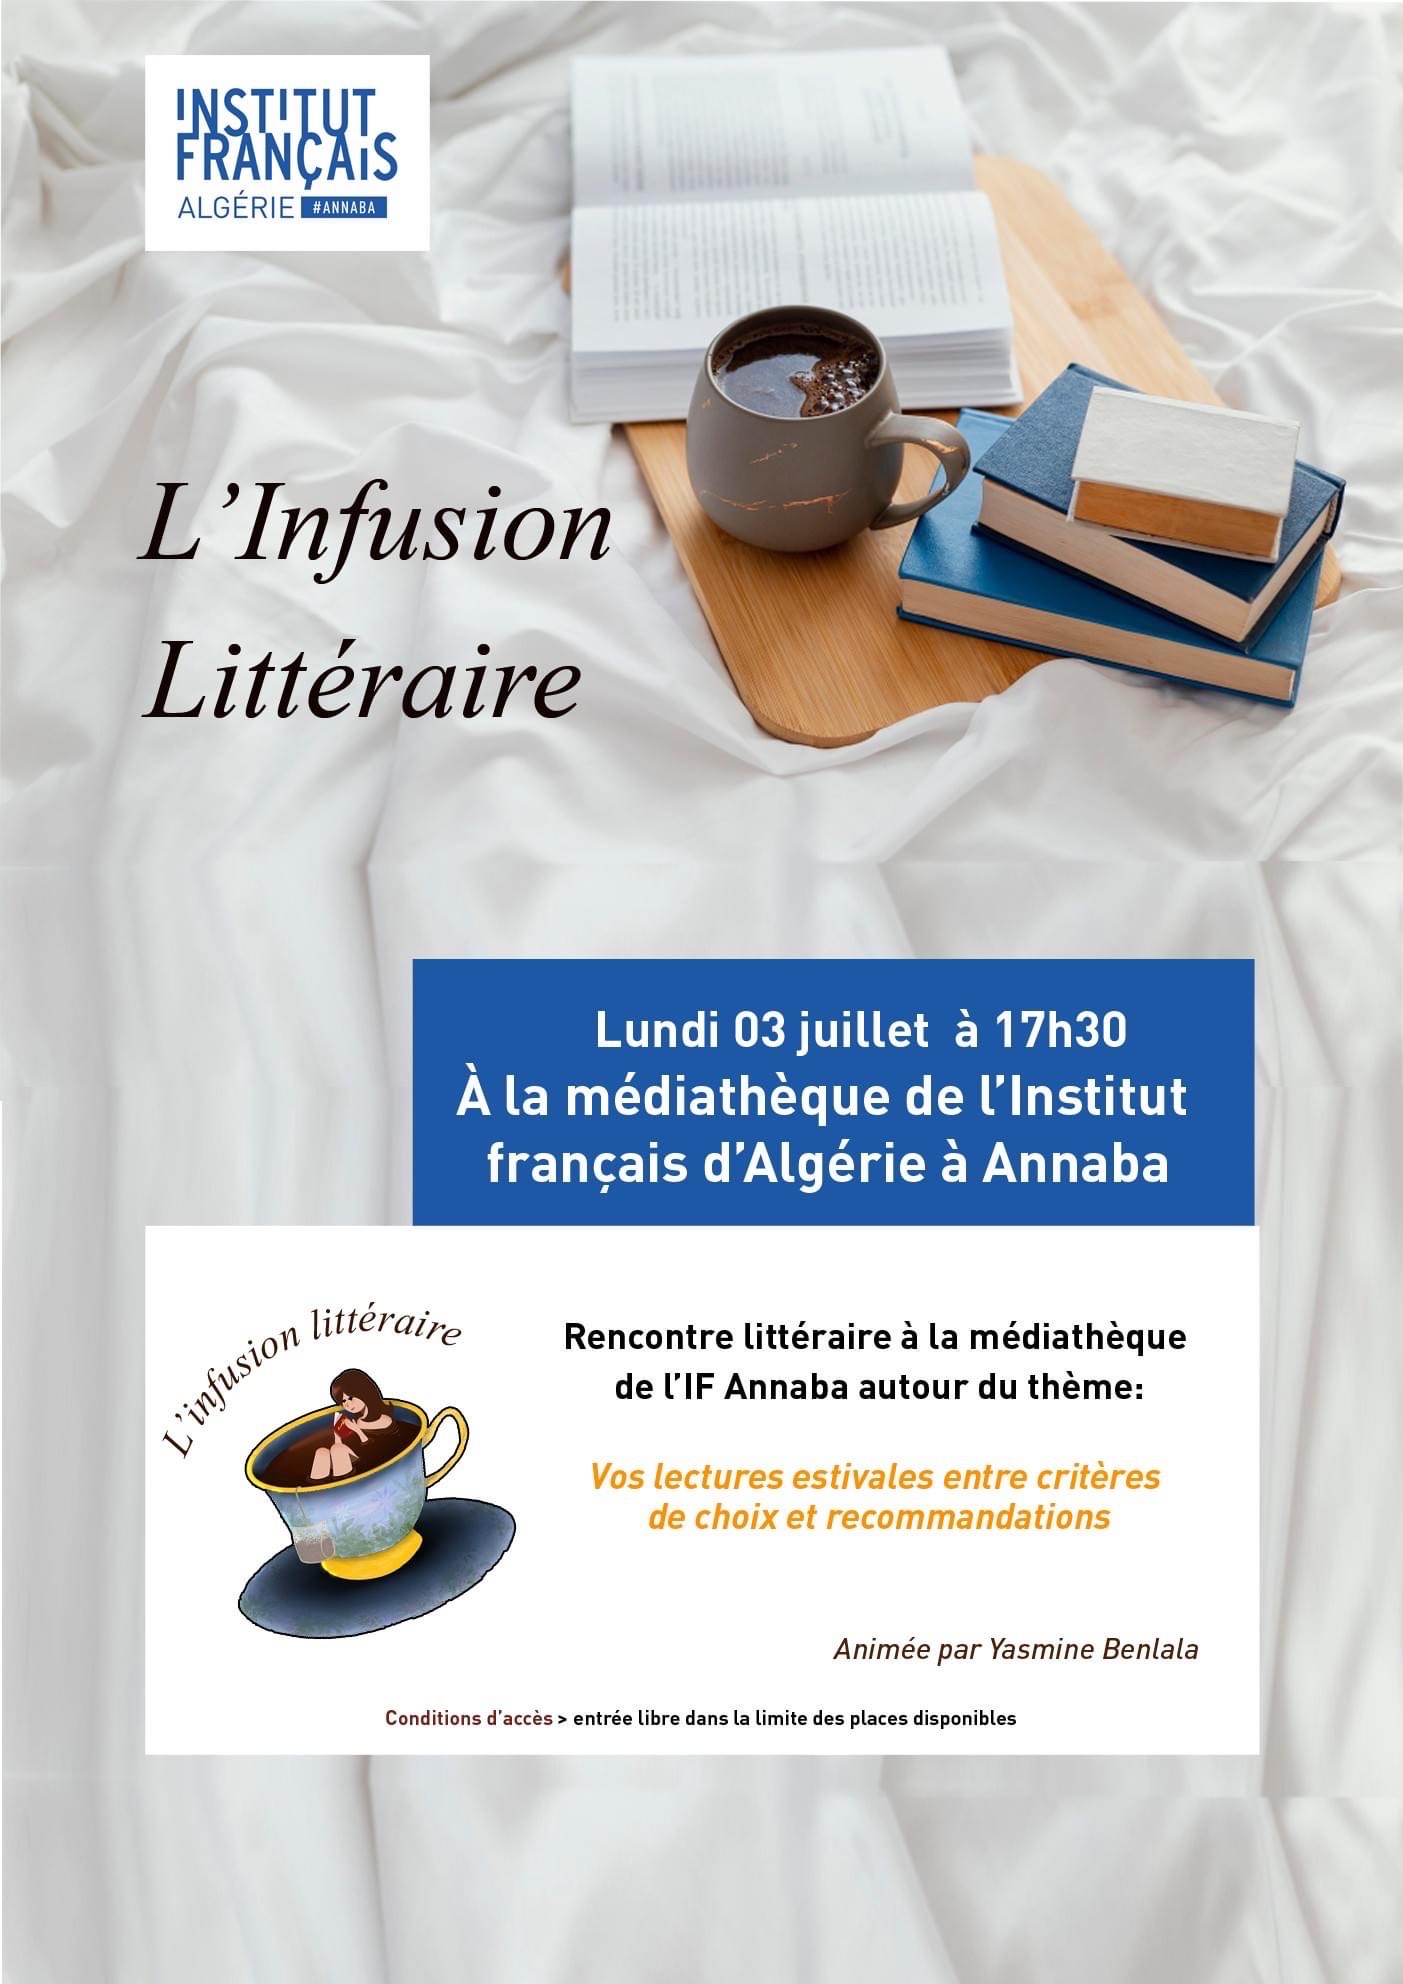 INSTITUT
FRANÇAIS
ALGÉRIE #ANNABA
L’Infusion
Littéraire
Lundi 03 juillet à 17h30
À la médiathèque de l’Institut
français d’Algérie à Annaba
L’infusion littéraire
Rencontre littéraire à la médiathèque
de l’IF Annaba autour du thème:
Vos lectures estivales entre critères
de choix et recommandations
Animée par Yasmine Benlala
Conditions d’accès > entrée libre dans la limite des places disponibles